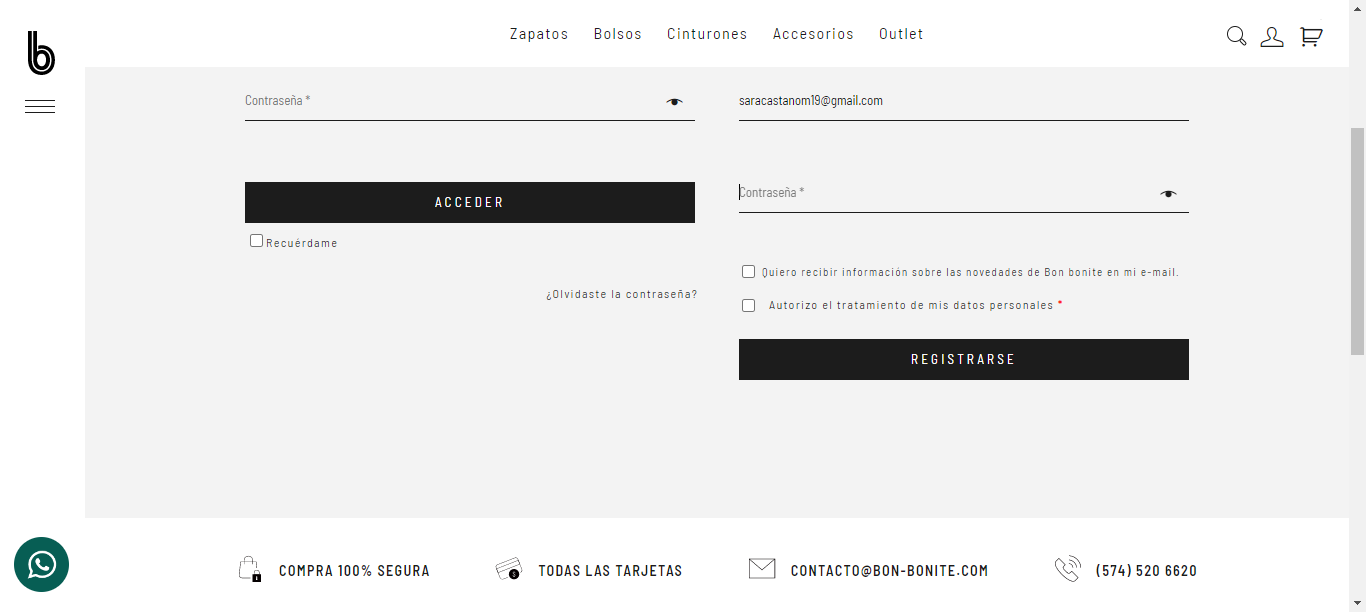 b
Zapatos Bolsos Cinturones Accesorios Outlet
Contraseña *
ACCEDER
Recuérdame
¿Olvidaste la contraseña?
saracastanom19@gmail.com
Contraseña *
Quiero recibir información sobre las novedades de Bon bonite en mi e-mail.
Autorizo el tratamiento de mis datos personales *
REGISTRARSE
COMPRA 100% SEGURA
TODAS LAS TARJETAS
CONTACTO@BON-BONITE.COM
(574) 520 6620